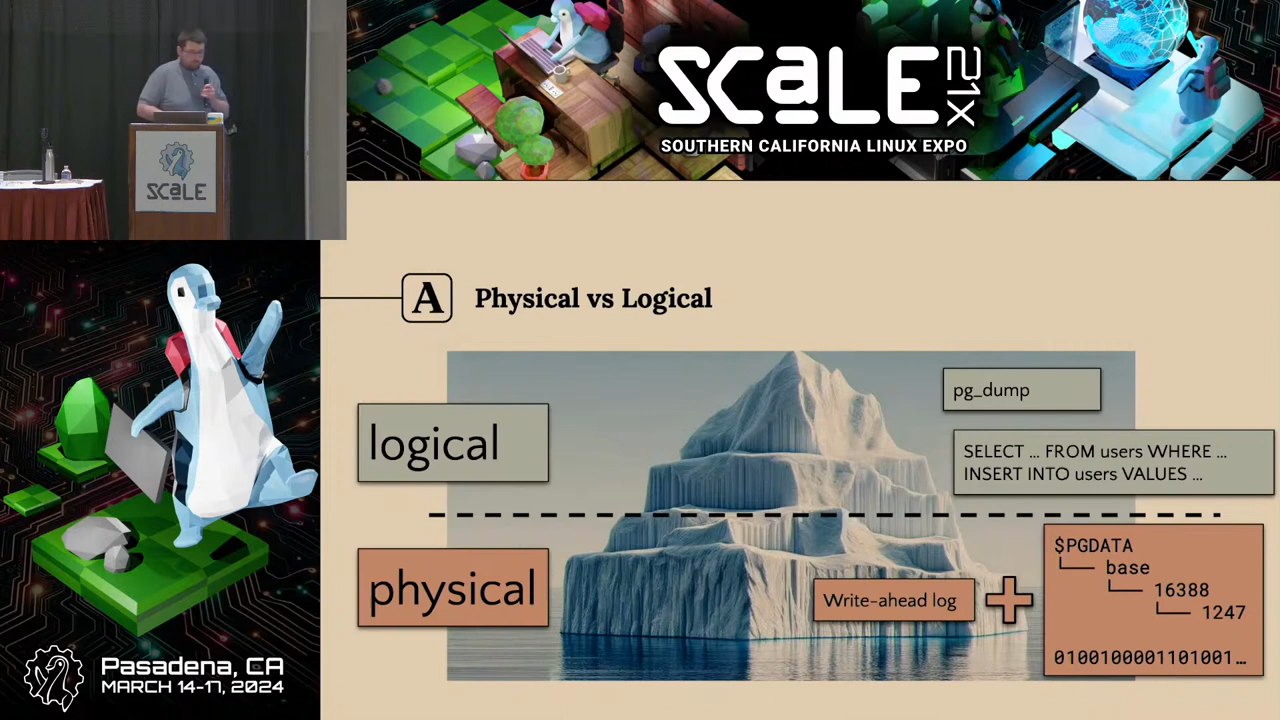 SCaLE 21x
SOUTHERN CALIFORNIA LINUX EXPO
SCaLE
A Physical vs Logical
logical
pg_dump
SELECT ... FROM users WHERE ...
INSERT INTO users VALUES ...
physical
Write-ahead log
$PGDATA
└── base
└── 16388
└── 1247
0100100001101001...
Pasadena, CA
MARCH 14-17, 2024